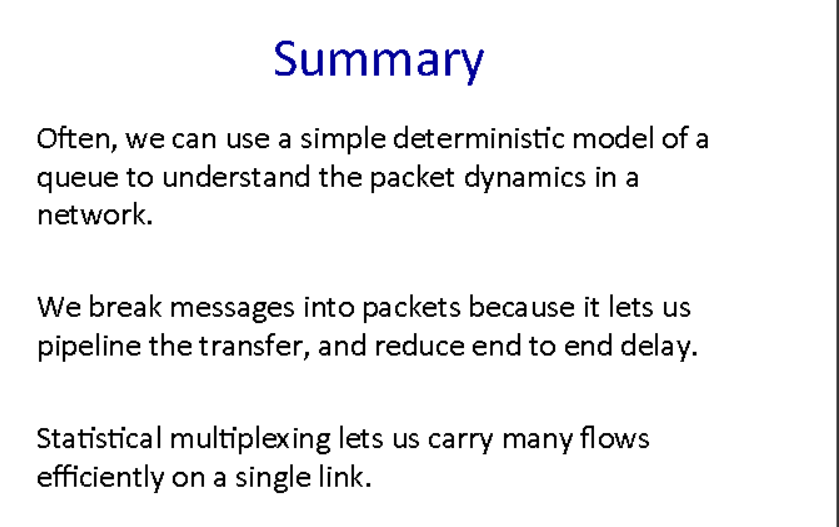 Summary
Often, we can use a simple deterministic model of a
queue to understand the packet dynamics in a
network.
We break messages into packets because it lets us
pipeline the transfer, and reduce end to end delay.
Statistical multiplexing lets us carry many flows
efficiently on a single link.